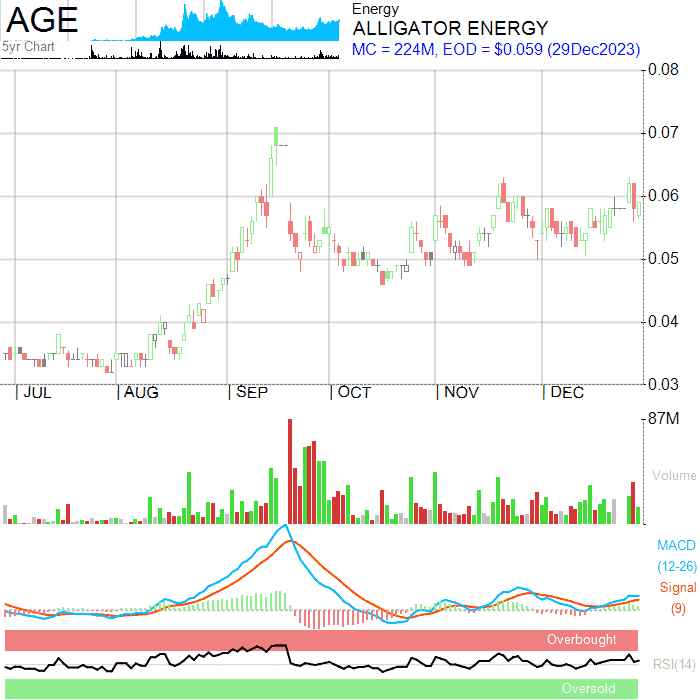 AGE
5yr Chart
Energy
ALLIGATOR ENERGY
MC = 224M, EOD = $0.059 (29Dec2023)
0.08
0.07
0.06
0.05
0.04
0.03
JUL AUG SEP OCT NOV DEC
87M
Volume
MACD
(12-26)
Signal
(9)
Overbought
RSI(14)
Oversold